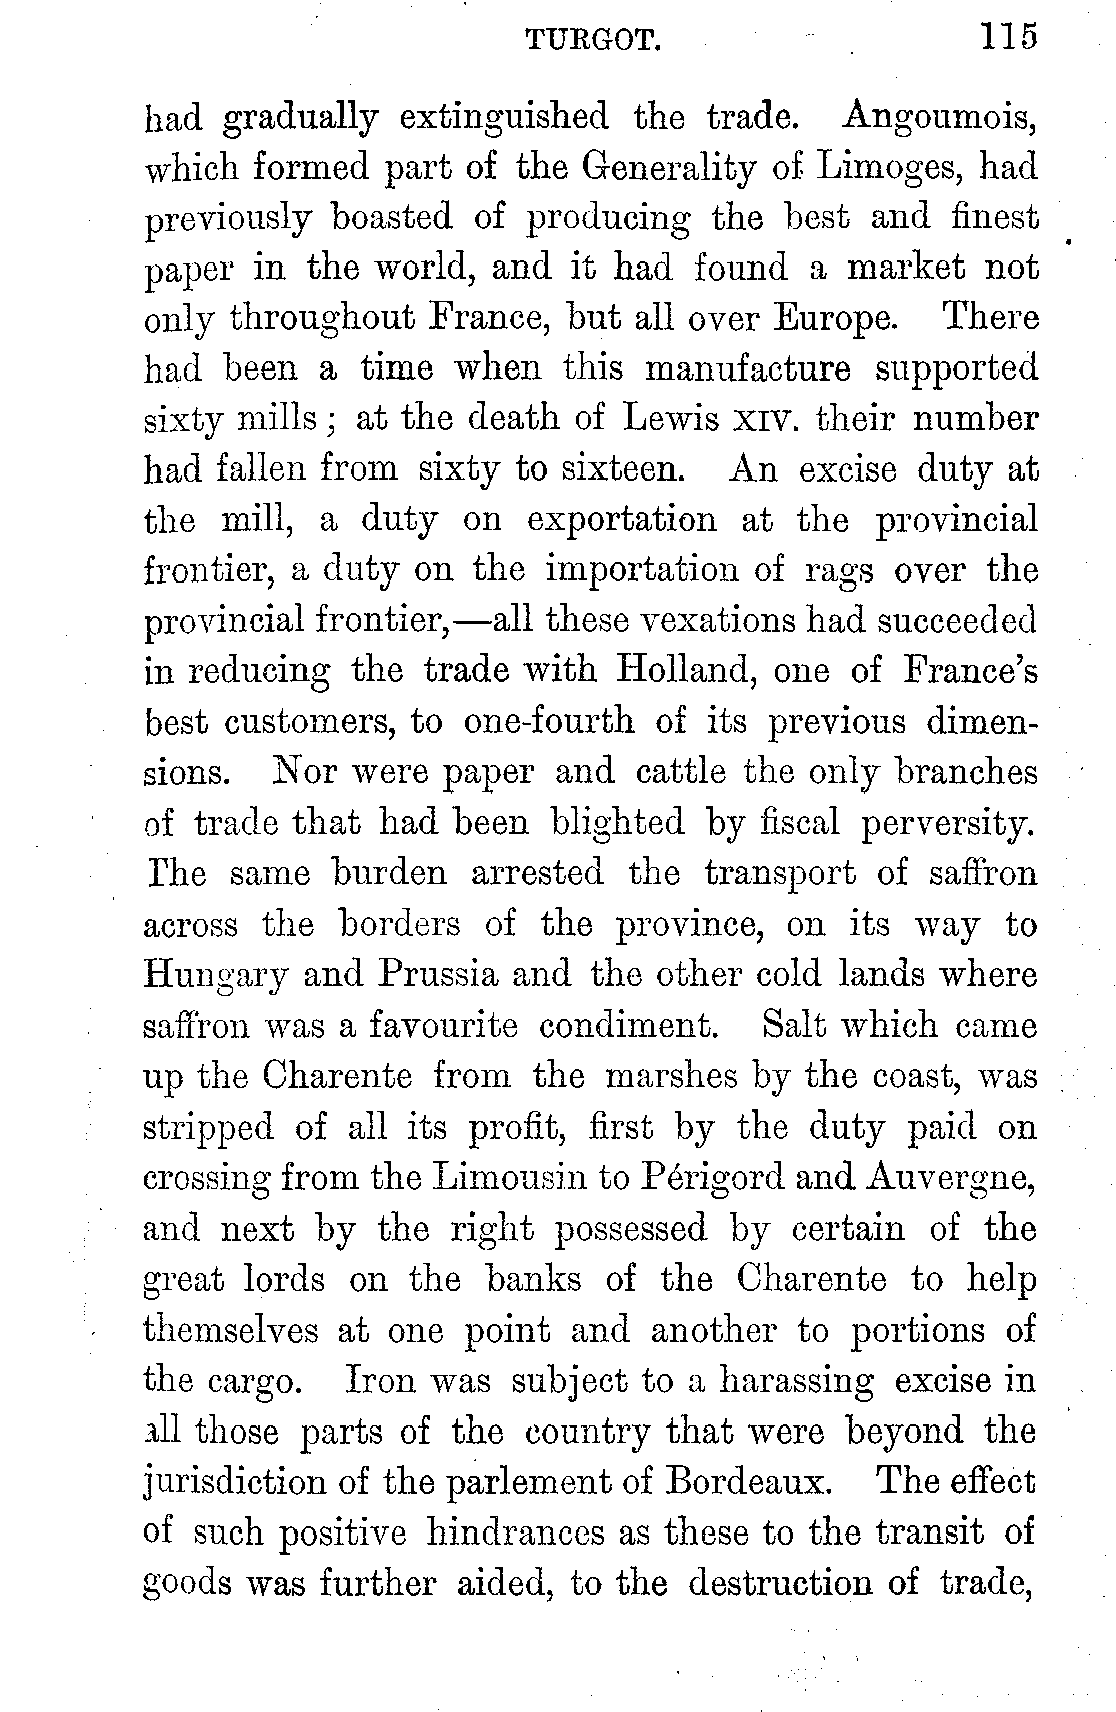 TURGOT. 115
had gradually extinguished the trade. Angoumois,
which formed part of the Generality of Limoges, had
previously boasted of producing the best and finest
paper in the world, and it had found a market not
only throughout France, but all over Europe. There
had been a time when this manufacture supported
sixty mills; at the death of Lewis XIV. their number
had fallen from sixty to sixteen. An excise duty at
the mill, a duty on exportation at the provincial
frontier, a duty on the importation of rags over the
provincial frontier,—all these vexations had succeeded
in reducing the trade with Holland, one of France's
best customers, to one-fourth of its previous dimen-
sions. Nor were paper and cattle the only branches
of trade that had been blighted by fiscal perversity.
The same burden arrested the transport of saffron
across the borders of the province, on its way to
Hungary and Prussia and the other cold lands where
saffron was a favourite condiment. Salt which came
up the Charente from the marshes by the coast, was
stripped of all its profit, first by the duty paid on
crossing from the Limousin to Périgord and Auvergne,
and next by the right possessed by certain of the
great lords on the banks of the Charente to help
themselves at one point and another to portions of
the cargo. Iron was subject to a harassing excise in
all those parts of the country that were beyond the
jurisdiction of the parlement of Bordeaux. The effect
of such positive hindrances as these to the transit of
goods was further aided, to the destruction of trade,